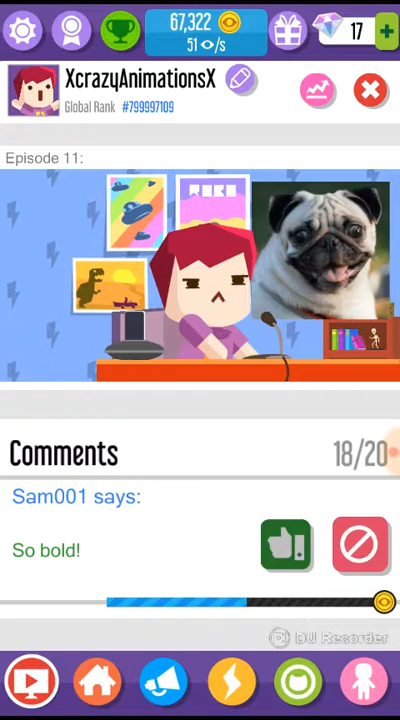 67,322
51 /s
17
XcrazyAnimationsX
Global Rank #799997109
Episode 11:
POKO
Comments
18/20
Sam001 says:
So bold!
DU Recorder